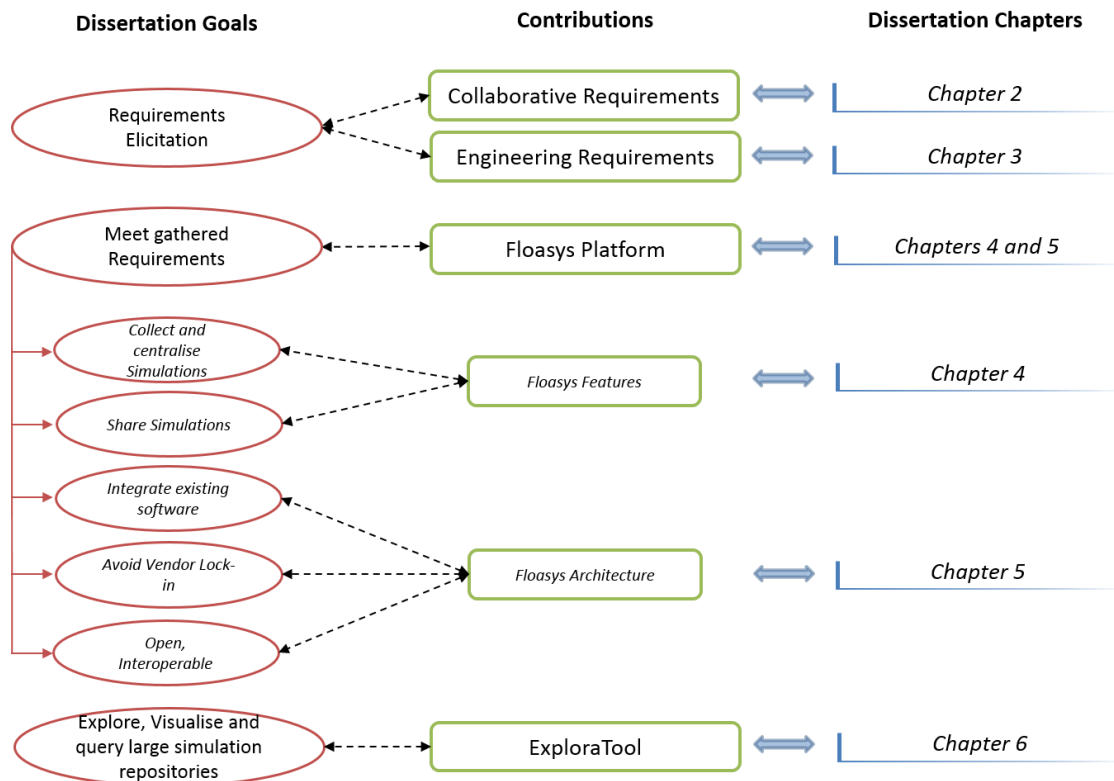 Dissertation Goals
Contributions
Dissertation Chapters
Requirements
Elicitation
Collaborative Requirements
Chapter 2
Engineering Requirements
Chapter 3
Meet gathered
Requirements
Floasys Platform
Chapters 4 and 5
Collect and
centralise
Simulations
Share Simulations
Floasys Features
Chapter 4
Integrate existing
software
Avoid Vendor Lock-
in
Open,
Interoperable
Floasys Architecture
Chapter 5
Explore, Visualise and
query large simulation
repositories
ExploraTool
Chapter 6